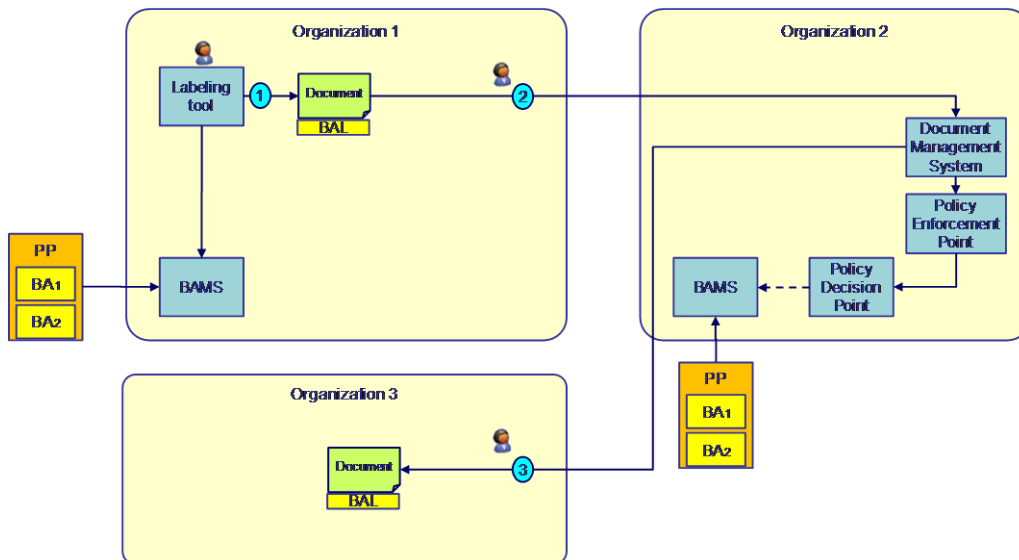 Organization 1
Labeling
tool
1
Document
BAL
2
BAMS
PP
BA1
BA2
Organization 2
Document
Management
System
Policy
Enforcement
Point
Policy
Decision
Point
BAMS
PP
BA1
BA2
Organization 3
Document
BAL
3